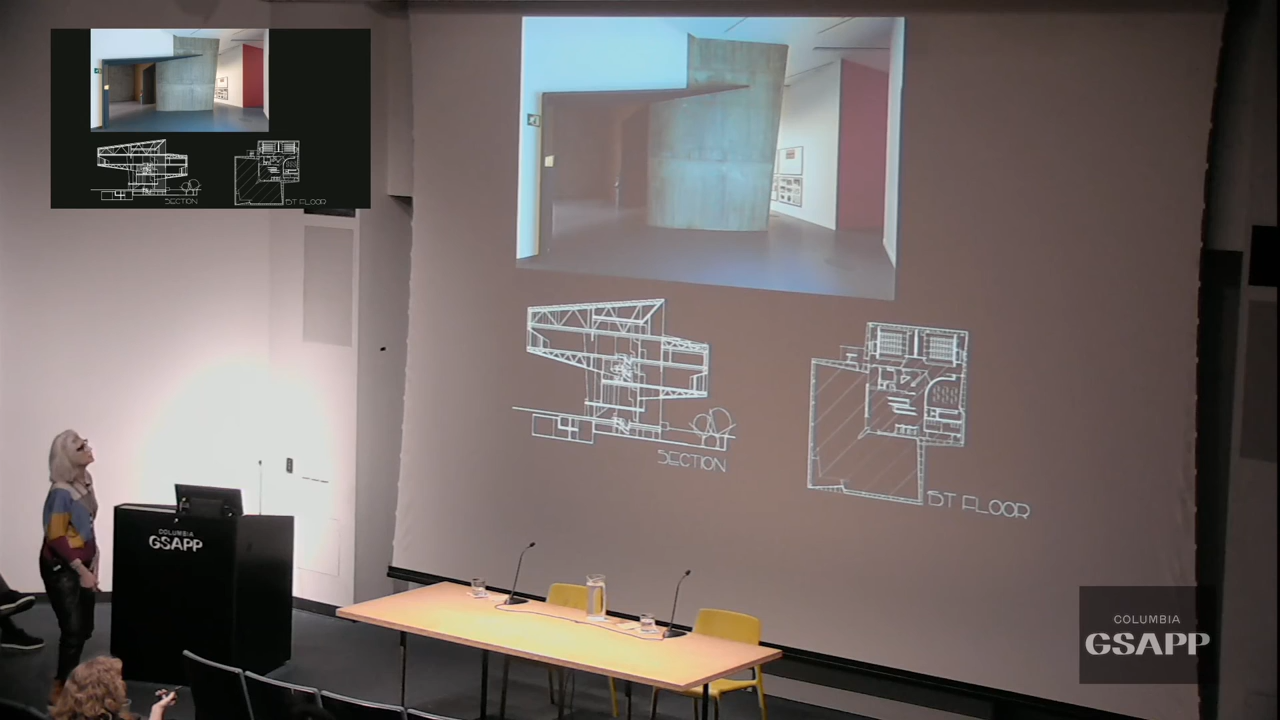 SECTION
1ST FLOOR
SECTION
1ST FLOOR
COLUMBIA
GSAPP
COLUMBIA
GSAPP